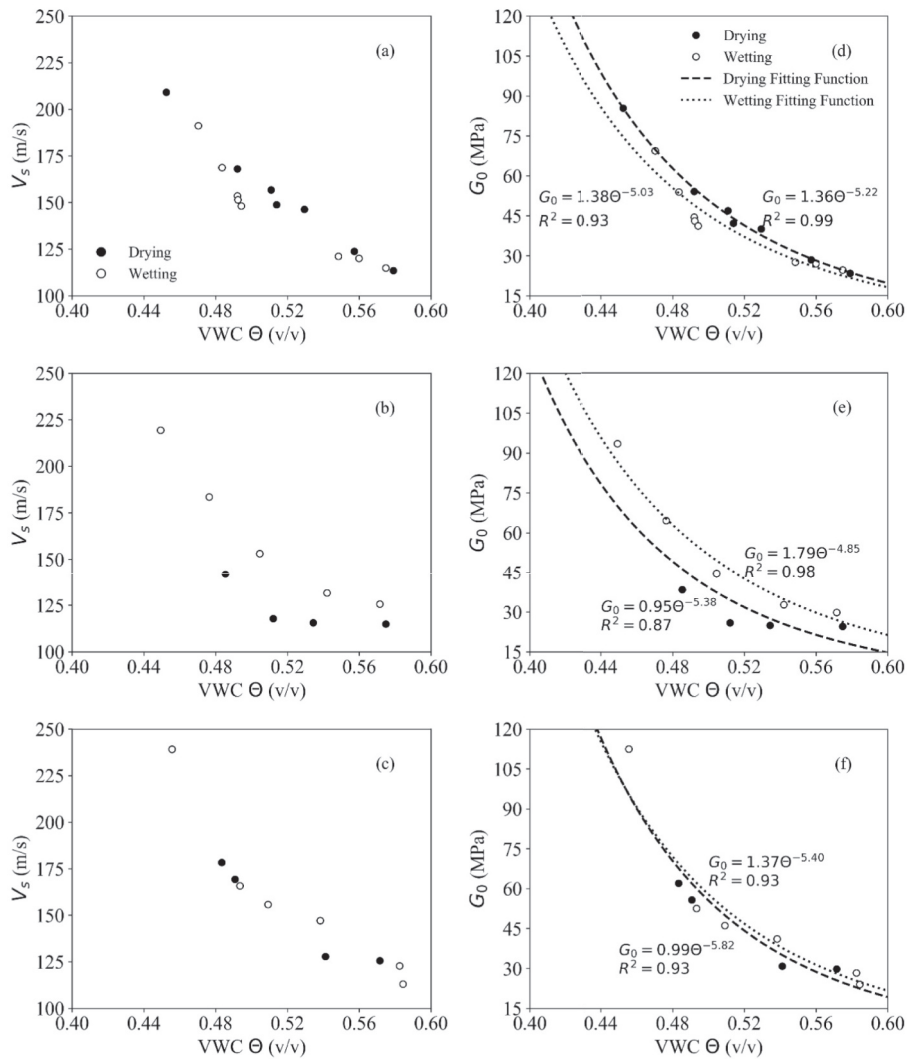 250
225
200
175
150
125
100
V_s (m/s)
(a)
Drying
Wetting
0.40 0.44 0.48 0.52 0.56 0.60
VWC Θ (v/v)
120
105
90
75
60
45
30
15
G_0 (MPa)
(d)
Drying
Wetting
Drying Fitting Function
Wetting Fitting Function
G_0 = 1.38Θ^−5.03
R^2 = 0.93
G_0 = 1.36Θ^−5.22
R^2 = 0.99
0.40 0.44 0.48 0.52 0.56 0.60
VWC Θ (v/v)
250
225
200
175
150
125
100
V_s (m/s)
(b)
0.40 0.44 0.48 0.52 0.56 0.60
VWC Θ (v/v)
120
105
90
75
60
45
30
15
G_0 (MPa)
(e)
G_0 = 1.79Θ^−4.85
R^2 = 0.98
G_0 = 0.95Θ^−5.38
R^2 = 0.87
0.40 0.44 0.48 0.52 0.56 0.60
VWC Θ (v/v)
250
225
200
175
150
125
100
V_s (m/s)
(c)
0.40 0.44 0.48 0.52 0.56 0.60
VWC Θ (v/v)
120
105
90
75
60
45
30
15
G_0 (MPa)
(f)
G_0 = 1.37Θ^−5.40
R^2 = 0.93
G_0 = 0.99Θ^−5.82
R^2 = 0.93
0.40 0.44 0.48 0.52 0.56 0.60
VWC Θ (v/v)